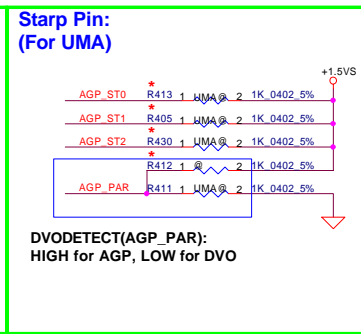 Starp Pin:
(For UMA)
+1.5VS
*
AGP_ST0 R413 1 UMA@ 2 1K_0402_5%
*
AGP_ST1 R405 1 UMA@ 2 1K_0402_5%
*
AGP_ST2 R430 1 UMA@ 2 1K_0402_5%
*
R412 1 @ 2 1K_0402_5%
AGP_PAR R411 1 UMA@ 2 1K_0402_5%
DVODETECT(AGP_PAR):
HIGH for AGP, LOW for DVO